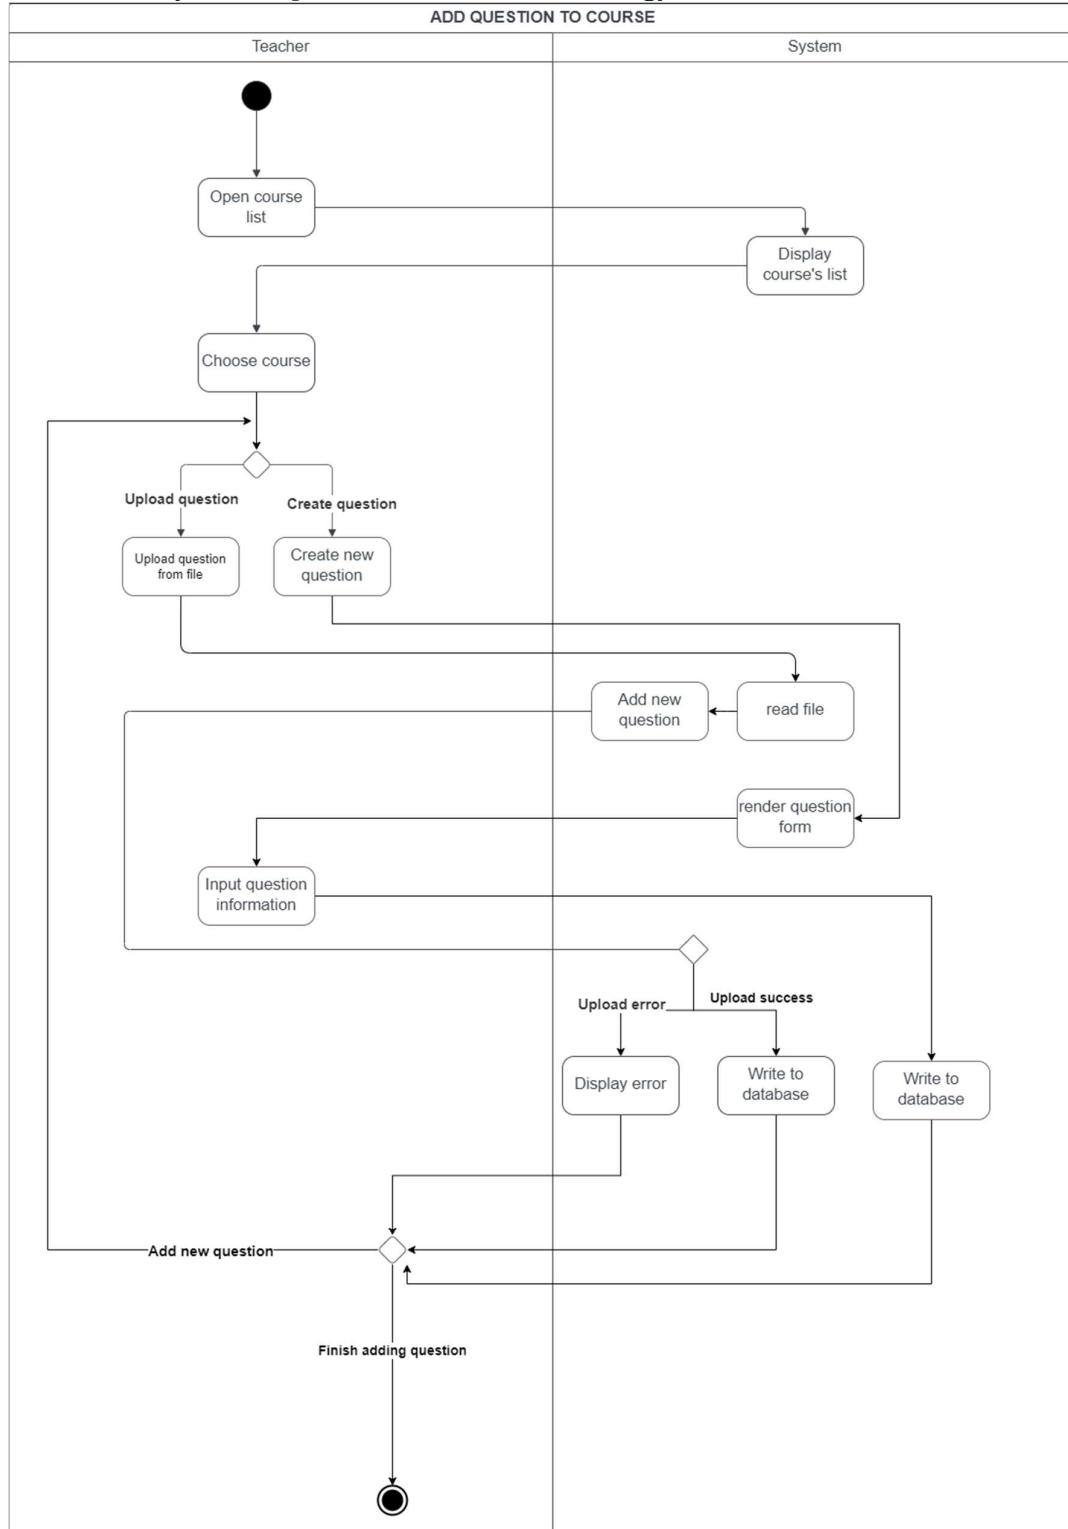 ADD QUESTION TO COURSE
Teacher
System
Open course
list
Display
course's list
Choose course
Upload question
Create question
Upload question
from file
Create new
question
Add new
question
read file
render question
form
Input question
information
Upload error
Upload success
Display error
Write to
database
Write to
database
Add new question
Finish adding question